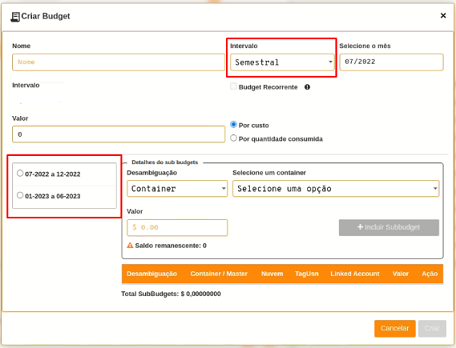 Criar Budget
×
Nome
Intervalo
Selecione o mês
Nome
Semestral
07/2022
Intervalo
Budget Recorrente
Valor
0
Por custo
Por quantidade consumida
07-2022 a 12-2022
01-2023 a 06-2023
Detalhes do sub budgets
Desambiguação
Selecione um container
Container
Selecione uma opção
Valor
$ 0.00
Incluir Subbudget
Saldo remanescente: 0
Desambiguação Container / Master Nuvem TagUsn Linked Account Valor Ação
Total SubBudgets: $ 0,00000000
Cancelar
Criar